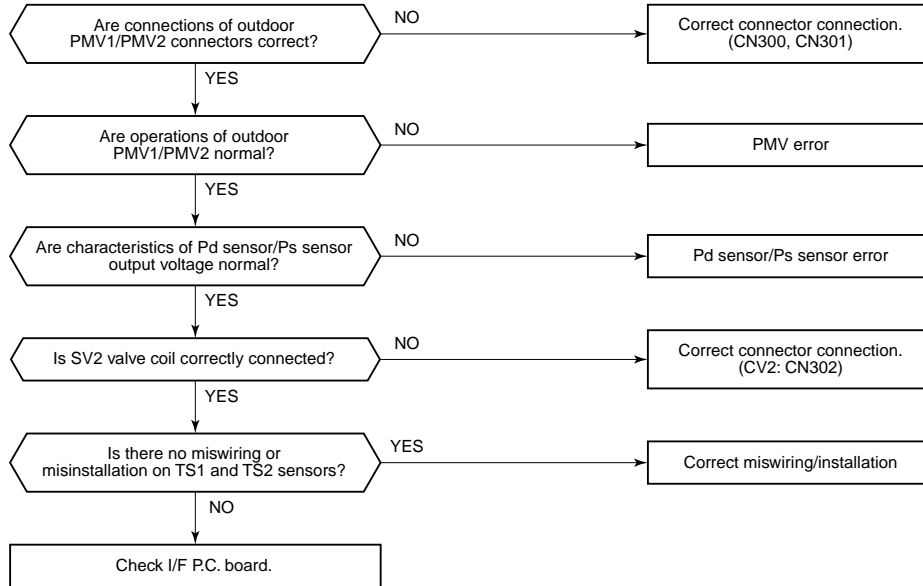 Are connections of outdoor
PMV1/PMV2 connectors correct?
NO
Correct connector connection.
(CN300, CN301)
YES
Are operations of outdoor
PMV1/PMV2 normal?
NO
PMV error
YES
Are characteristics of Pd sensor/Ps sensor
output voltage normal?
NO
Pd sensor/Ps sensor error
YES
Is SV2 valve coil correctly connected?
NO
Correct connector connection.
(CV2: CN302)
YES
Is there no miswiring or
misinstallation on TS1 and TS2 sensors?
YES
Correct miswiring/installation
NO
Check I/F P.C. board.